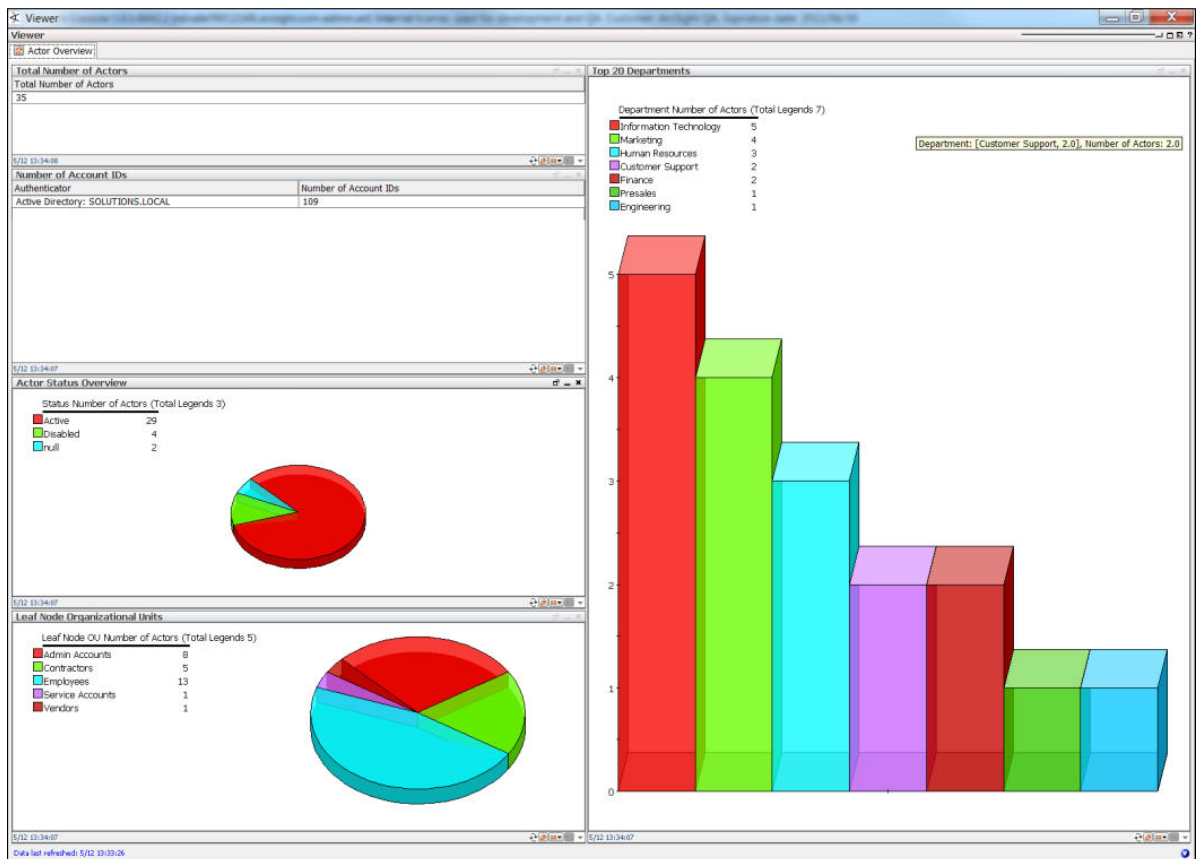 Viewer
Viewer
Actor Overview
Total Number of Actors
Total Number of Actors
35
5/12 13:34:08
Number of Account IDs
Authenticator Number of Account IDs
Active Directory: SOLUTIONS.LOCAL 109
5/12 13:34:07
Actor Status Overview
Status Number of Actors (Total Legends 3)
Active 29
Disabled 4
null 2
5/12 13:34:07
Leaf Node Organizational Units
Leaf Node OU Number of Actors (Total Legends 5)
Admin Accounts 8
Contractors 5
Employees 13
Service Accounts 1
Vendors 1
5/12 13:34:07
Top 20 Departments
Department Number of Actors (Total Legends 7)
Information Technology 5
Marketing 4
Human Resources 3
Customer Support 2
Finance 2
Presales 1
Engineering 1
Department: [Customer Support, 2.0], Number of Actors: 2.0
5
4
3
2
1
0
5/12 13:34:07
Data last refreshed: 5/12 13:33:26